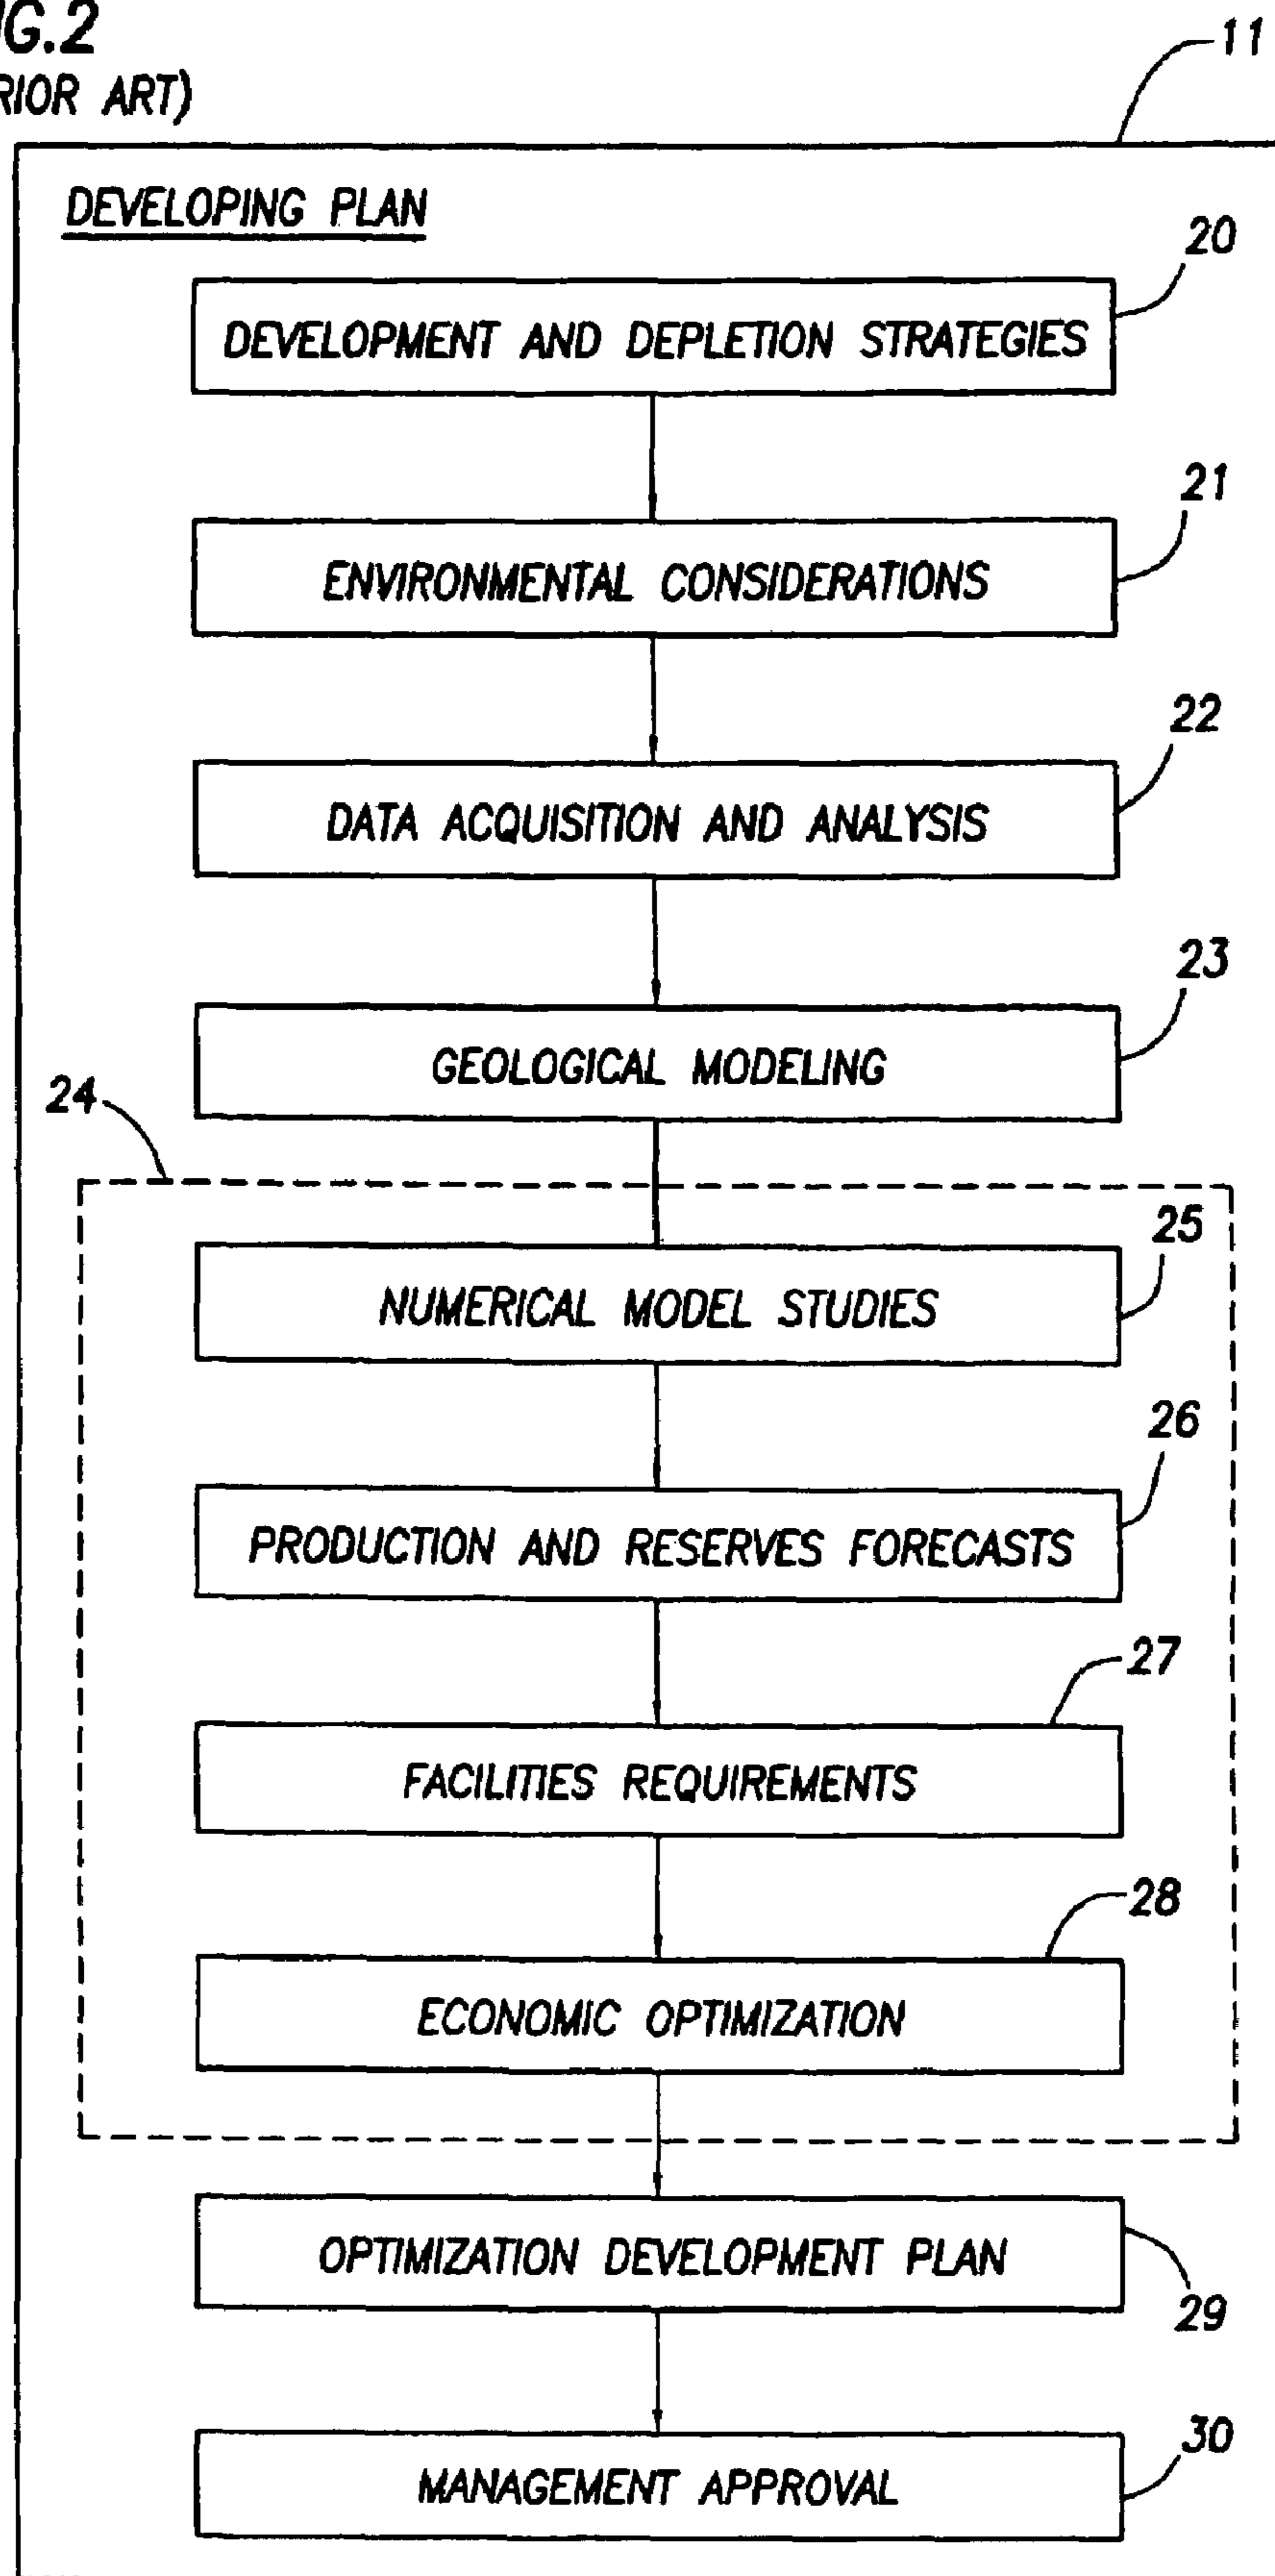 G.2
RIOR ART)
11
DEVELOPING PLAN
20
DEVELOPMENT AND DEPLETION STRATEGIES
21
ENVIRONMENTAL CONSIDERATIONS
22
DATA ACQUISITION AND ANALYSIS
23
GEOLOGICAL MODELING
24
25
NUMERICAL MODEL STUDIES
26
PRODUCTION AND RESERVES FORECASTS
27
FACILITIES REQUIREMENTS
28
ECONOMIC OPTIMIZATION
OPTIMIZATION DEVELOPMENT PLAN
29
30
MANAGEMENT APPROVAL